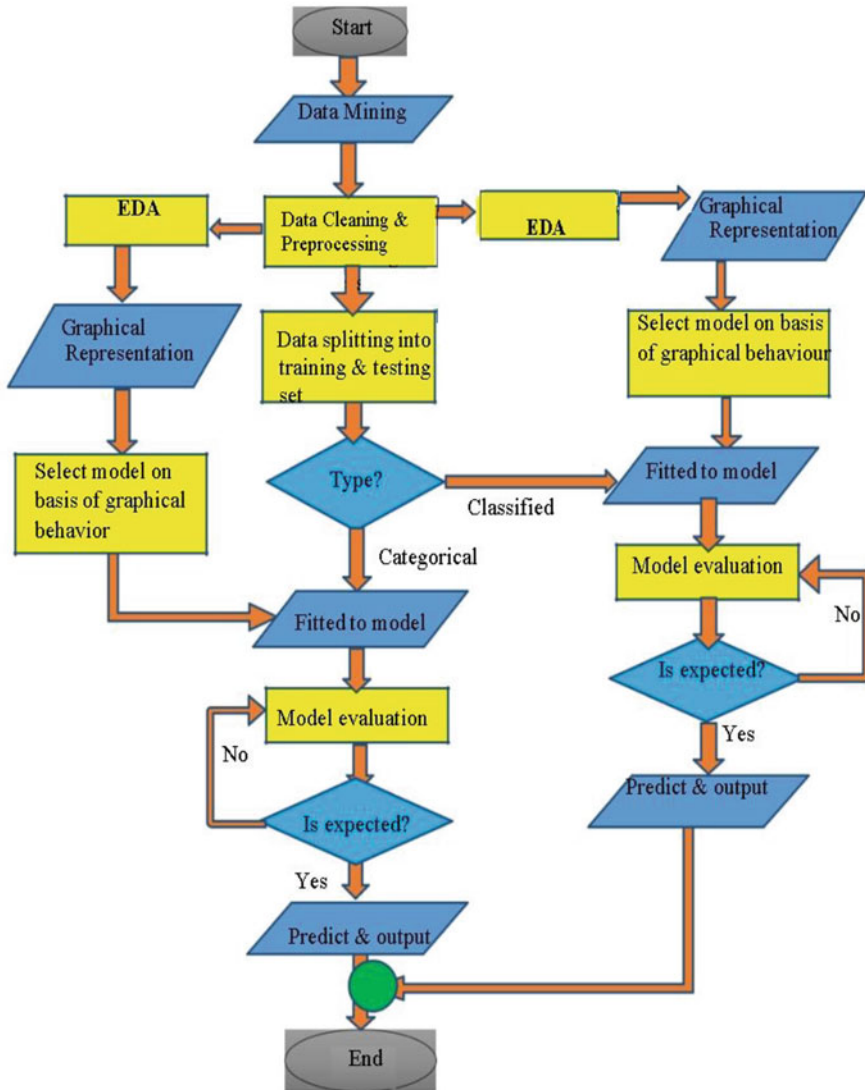 Start
Data Mining
EDA
Data Cleaning &
Preprocessing
EDA
Graphical
Representation
Graphical
Representation
Data splitting into
training & testing
set
Select model on basis
of graphical behaviour
Select model on
basis of graphical
behavior
Type?
Classified
Fitted to model
Categorical
Fitted to model
Model evaluation
No
Is expected?
Yes
Predict & output
Model evaluation
No
Is expected?
Yes
Predict & output
End